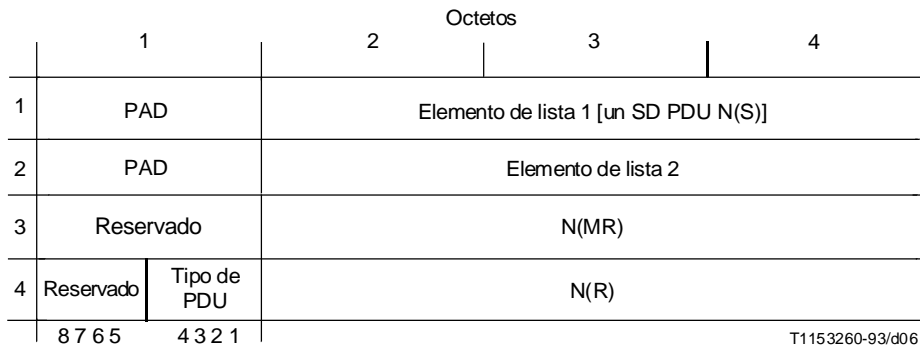 Octetos
1 2 3 4
1 PAD Elemento de lista 1 [un SD PDU N(S)]
2 PAD Elemento de lista 2
3 Reservado N(MR)
4 Reservado Tipo de PDU N(R)
8 7 6 5 4 3 2 1
T1153260-93/d06